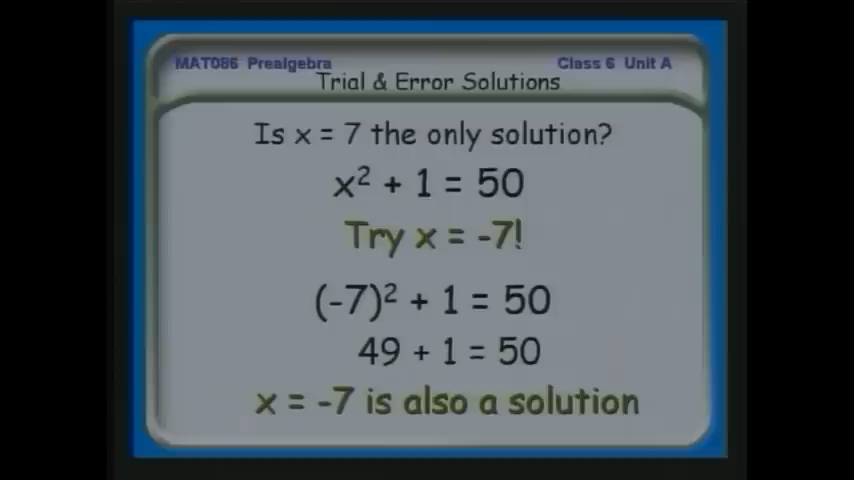 MAT086 Prealgebra Class 6 Unit A
Trial & Error Solutions
Is x = 7 the only solution?
x² + 1 = 50
Try x = -7!
(-7)² + 1 = 50
49 + 1 = 50
x = -7 is also a solution